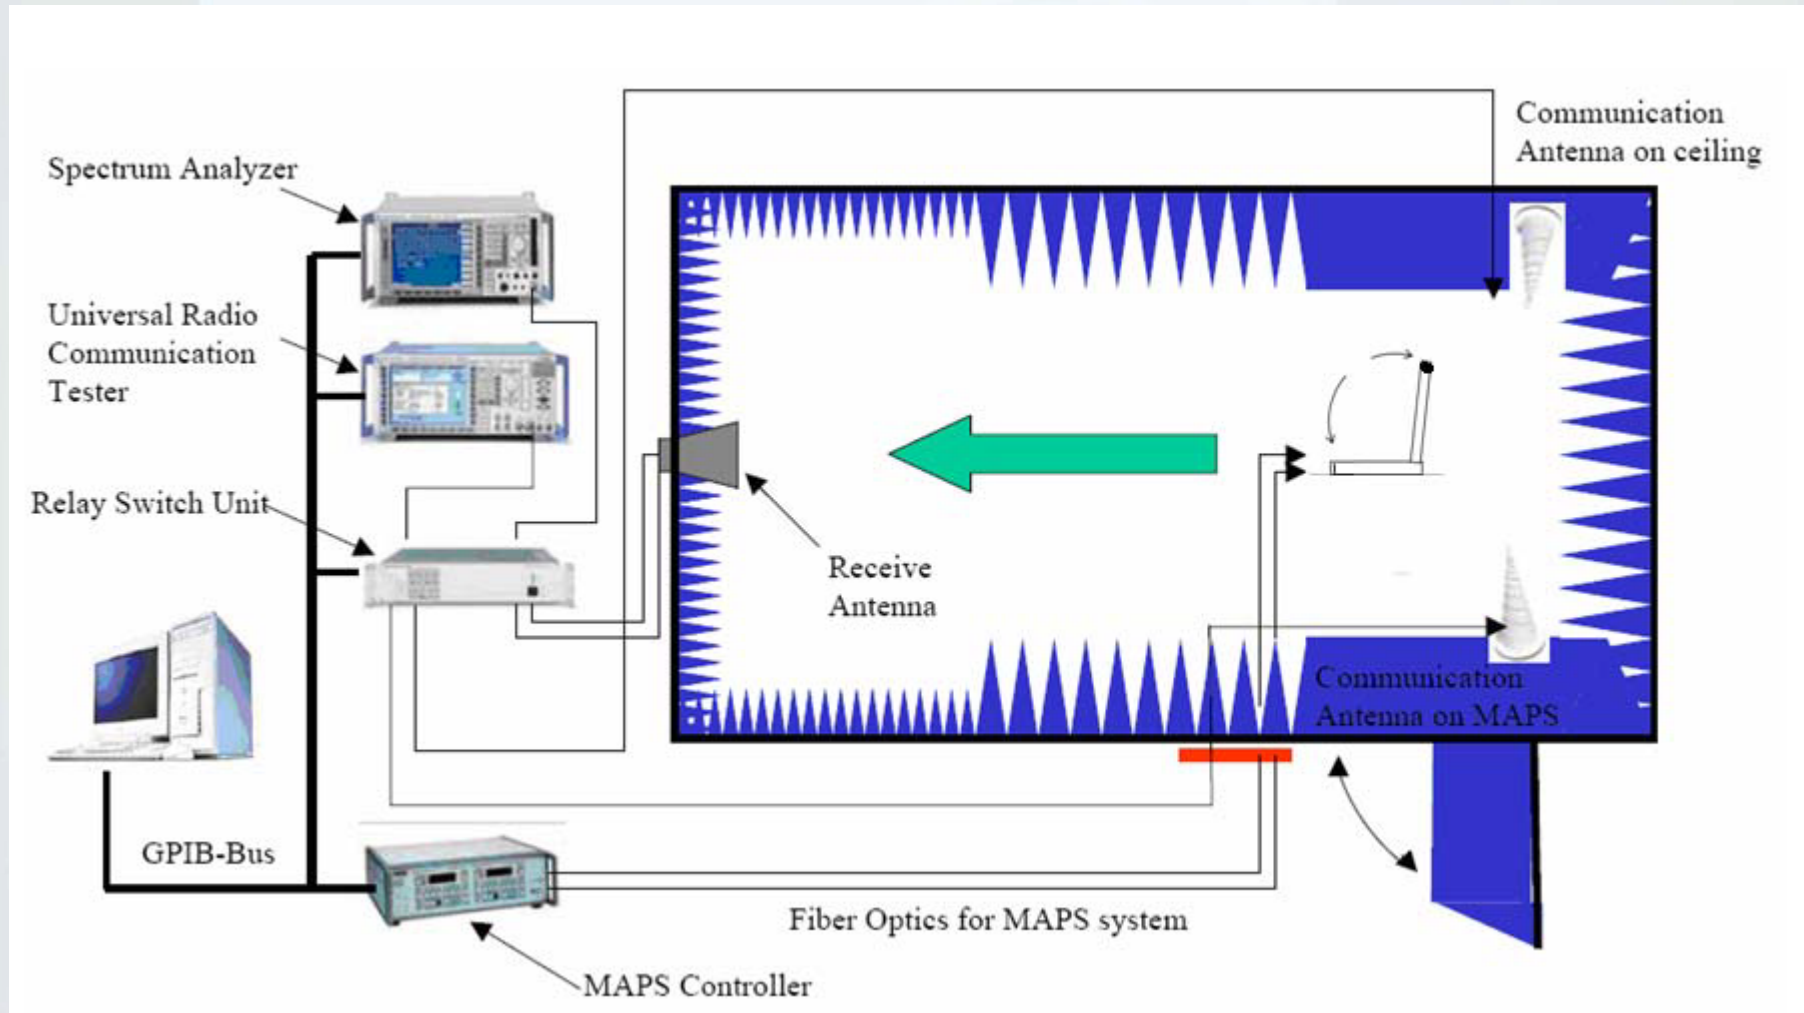 Communication
Antenna on ceiling
Spectrum Analyzer
Universal Radio
Communication
Tester
Relay Switch Unit
Receive
Antenna
Communication
Antenna on MAPS
GPIB-Bus
Fiber Optics for MAPS system
MAPS Controller